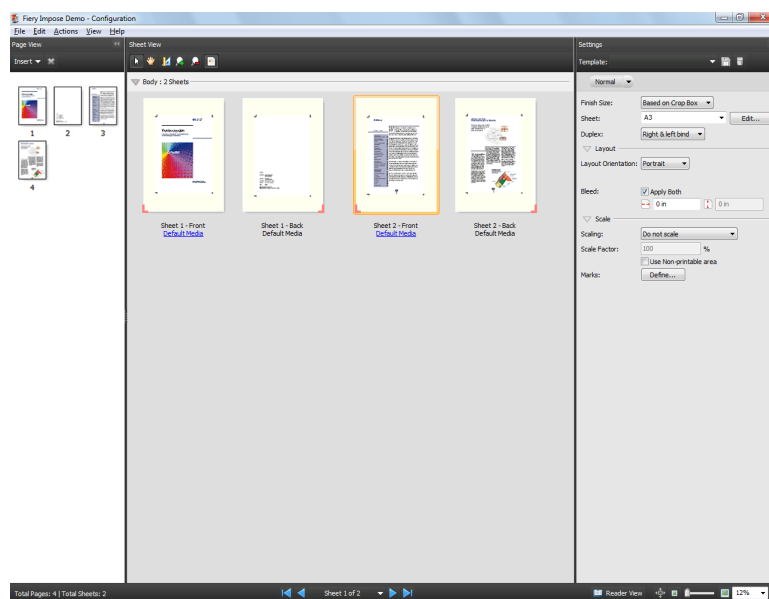 Fiery Impose Demo - Configuration
File Edit Actions View Help
Page View
Sheet View
Settings
Insert
Template:
Body : 2 Sheets
Normal
1
2
3
4
Sheet 1 - Front
Default Media
Sheet 1 - Back
Default Media
Sheet 2 - Front
Default Media
Sheet 2 - Back
Default Media
Finish Size: Based on Crop Box
Sheet: A3 Edit...
Duplex: Right & left bind
Layout
Layout Orientation: Portrait
Bleed: Apply Both
0 in 0 in
Scale
Scaling: Do not scale
Scale Factor: 100 %
Use Non-printable area
Marks: Define...
Total Pages: 4 | Total Sheets: 2
Sheet 1 of 2
Reader View
12%